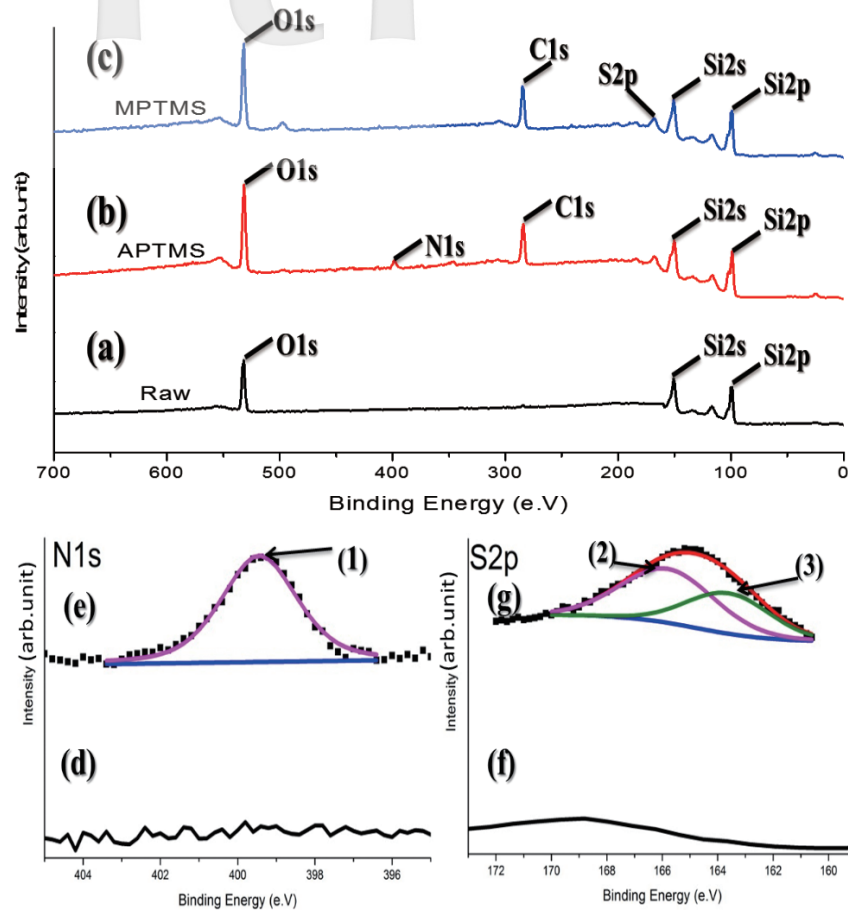 (c)
O1s
C1s
S2p
Si2s
Si2p
MPTMS
(b)
O1s
N1s
C1s
Si2s
Si2p
APTMS
(a)
O1s
Si2s
Si2p
Raw
Intensity(arb.unit)
700 600 500 400 300 200 100 0
Binding Energy (e.V)
N1s
(1)
(e)
(d)
Intensity (arb.unit)
404 402 400 398 396
Binding Energy (e.V)
S2p
(2)
(3)
(g)
(f)
Intensity (arb.unit)
172 170 168 166 164 162 160
Binding Energy (e.V)